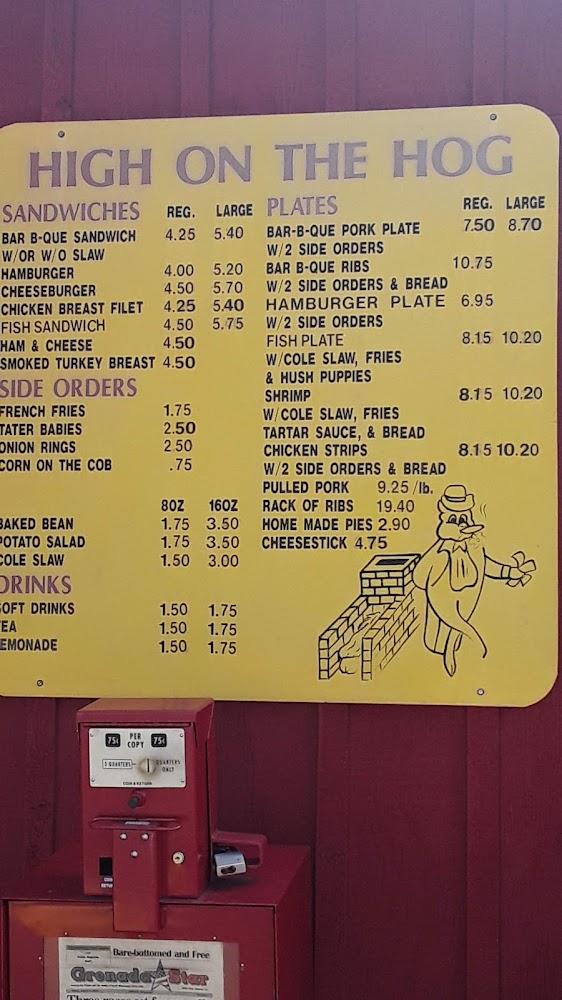 HIGH ON THE HOG
SANDWICHES REG. LARGE
BAR B-QUE SANDWICH 4.25 5.40
W/OR W/O SLAW
HAMBURGER 4.00 5.20
CHEESEBURGER 4.50 5.70
CHICKEN BREAST FILET 4.25 5.40
FISH SANDWICH 4.50 5.75
HAM & CHEESE 4.50
SMOKED TURKEY BREAST 4.50
SIDE ORDERS
FRENCH FRIES 1.75
TATER BABIES 2.50
ONION RINGS 2.50
CORN ON THE COB .75
8OZ 16OZ
BAKED BEAN 1.75 3.50
POTATO SALAD 1.75 3.50
COLE SLAW 1.50 3.00
DRINKS
SOFT DRINKS 1.50 1.75
TEA 1.50 1.75
LEMONADE 1.50 1.75
PLATES REG. LARGE
BAR-B-QUE PORK PLATE 7.50 8.70
W/2 SIDE ORDERS
BAR B-QUE RIBS 10.75
W/2 SIDE ORDERS & BREAD
HAMBURGER PLATE 6.95
W/2 SIDE ORDERS
FISH PLATE 8.15 10.20
W/COLE SLAW, FRIES
& HUSH PUPPIES
SHRIMP 8.15 10.20
W/COLE SLAW, FRIES
TARTAR SAUCE, & BREAD
CHICKEN STRIPS 8.15 10.20
W/2 SIDE ORDERS & BREAD
PULLED PORK 9.25 /lb.
RACK OF RIBS 19.40
HOME MADE PIES 2.90
CHEESESTICK 4.75
75¢ PER COPY 75¢
3 QUARTERS QUARTERS ONLY
COIN RETURN
Bare-bottomed and Free
Grenada Star